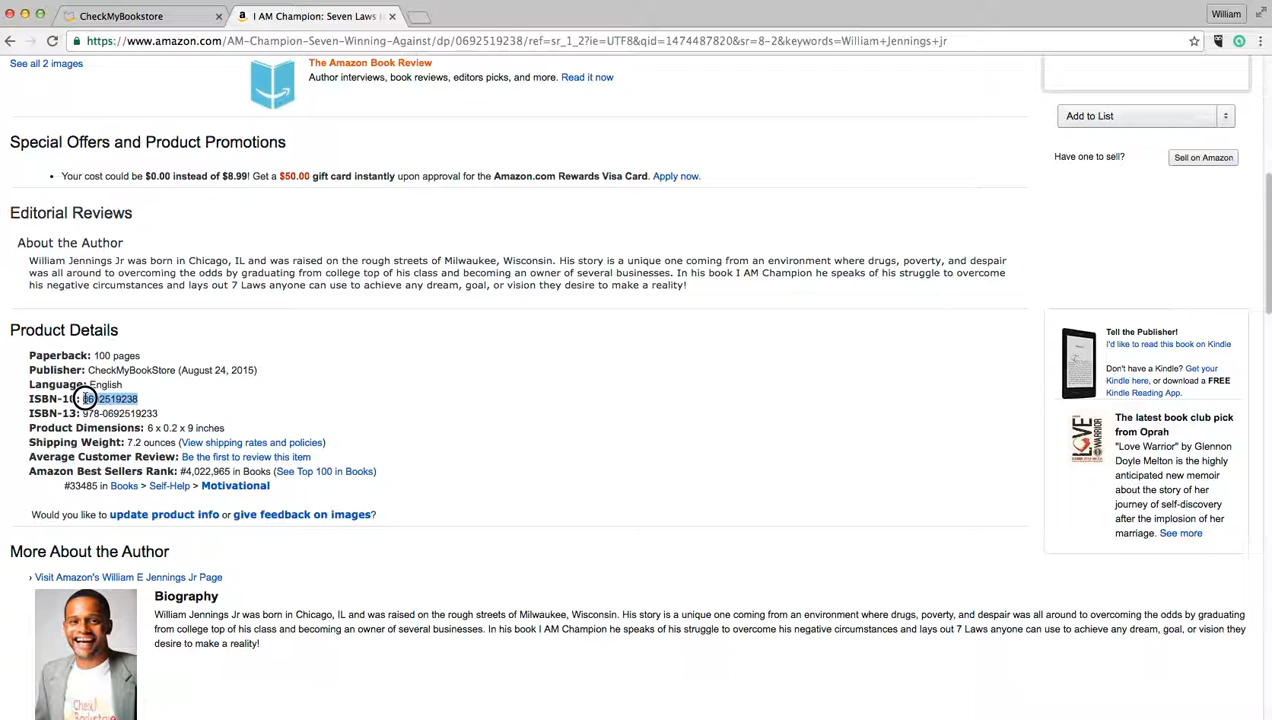 CheckMyBookstore
I AM Champion: Seven Laws
William
https://www.amazon.com/AM-Champion-Seven-Winning-Against/dp/0692519238/ref=sr_1_2?ie=UTF8&qid=1474487820&sr=8-2&keywords=William+Jennings+jr
See all 2 images
The Amazon Book Review
Author interviews, book reviews, editors picks, and more. Read it now
Add to List
Have one to sell?
Sell on Amazon
Special Offers and Product Promotions
• Your cost could be $0.00 instead of $8.99! Get a $50.00 gift card instantly upon approval for the Amazon.com Rewards Visa Card. Apply now.
Editorial Reviews
About the Author
William Jennings Jr was born in Chicago, IL and was raised on the rough streets of Milwaukee, Wisconsin. His story is a unique one coming from an environment where drugs, poverty, and despair
was all around to overcoming the odds by graduating from college top of his class and becoming an owner of several businesses. In his book I AM Champion he speaks of his struggle to overcome
his negative circumstances and lays out 7 Laws anyone can use to achieve any dream, goal, or vision they desire to make a reality!
Product Details
Paperback: 100 pages
Publisher: CheckMyBookStore (August 24, 2015)
Language: English
ISBN-10: 0692519238
ISBN-13: 978-0692519233
Product Dimensions: 6 x 0.2 x 9 inches
Shipping Weight: 7.2 ounces (View shipping rates and policies)
Average Customer Review: Be the first to review this item
Amazon Best Sellers Rank: #4,022,965 in Books (See Top 100 in Books)
#33485 in Books > Self-Help > Motivational
Would you like to update product info or give feedback on images?
Tell the Publisher!
I'd like to read this book on Kindle
Don't have a Kindle? Get your
Kindle here, or download a FREE
Kindle Reading App.
LOVE
WARRIOR
The latest book club pick
from Oprah
"Love Warrior" by Glennon
Doyle Melton is the highly
anticipated new memoir
about the story of her
journey of self-discovery
after the implosion of her
marriage. See more
More About the Author
› Visit Amazon's William E Jennings Jr Page
Biography
William Jennings Jr was born in Chicago, IL and was raised on the rough streets of Milwaukee, Wisconsin. His story is a unique one coming from an environment where drugs, poverty, and despair was all around to overcoming the odds by graduating
from college top of his class and becoming an owner of several businesses. In his book I AM Champion he speaks of his struggle to overcome his negative circumstances and lays out 7 Laws anyone can use to achieve any dream, goal, or vision they
desire to make a reality!